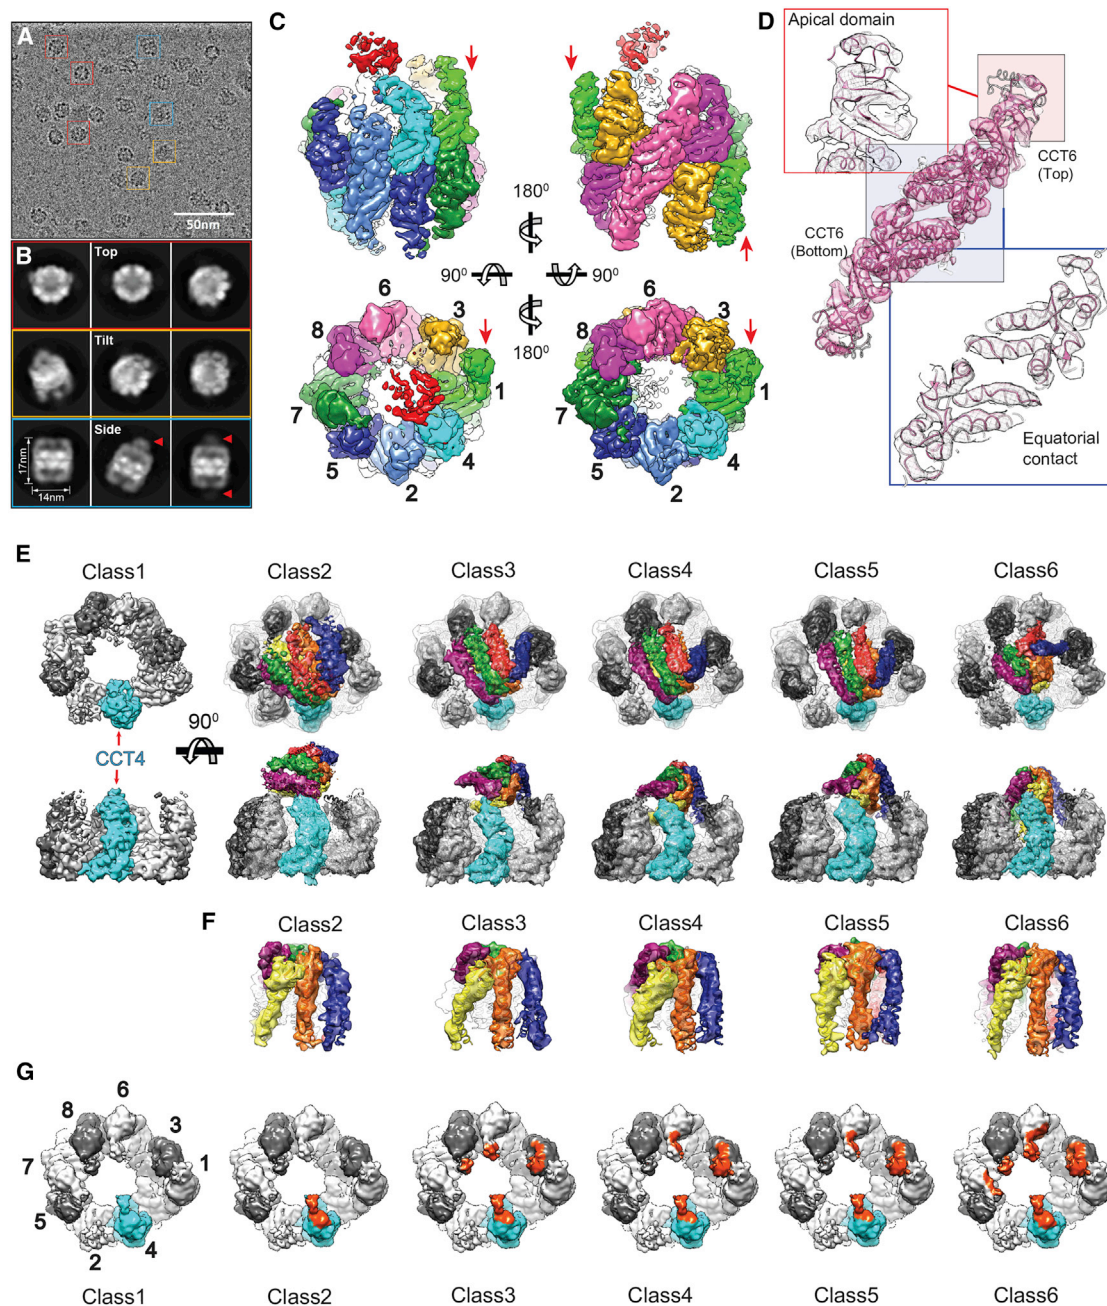 A
50nm
B
Top
Tilt
Side
17nm
14nm
C
180⁰
90⁰
90⁰
180⁰
6
8
3
1
7
5
4
2
6
8
3
1
7
5
4
2
D
Apical domain
CCT6
(Top)
CCT6
(Bottom)
Equatorial
contact
E
Class1
Class2
Class3
Class4
Class5
Class6
90⁰
CCT4
F
Class2
Class3
Class4
Class5
Class6
G
6
8
3
7
1
5
2
4
Class1
Class2
Class3
Class4
Class5
Class6